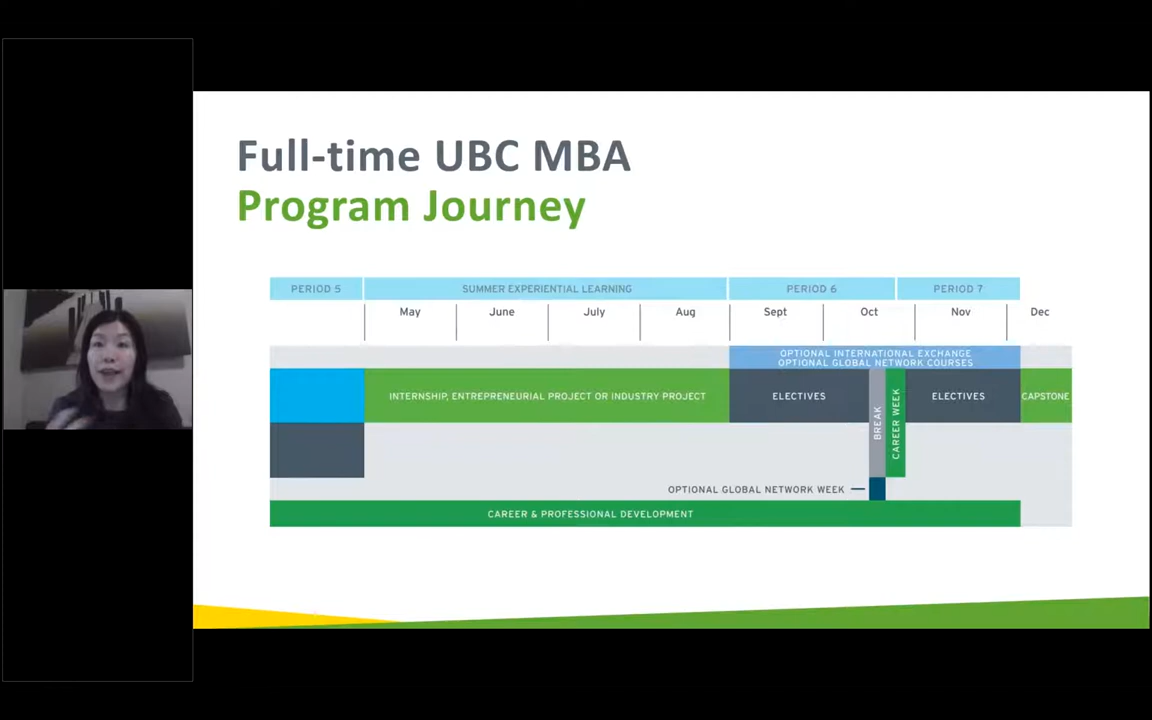 Full-time UBC MBA
Program Journey
PERIOD 5
SUMMER EXPERIENTIAL LEARNING
PERIOD 6
PERIOD 7
May
June
July
Aug
Sept
Oct
Nov
Dec
OPTIONAL INTERNATIONAL EXCHANGE
OPTIONAL GLOBAL NETWORK COURSES
INTERNSHIP, ENTREPRENEURIAL PROJECT OR INDUSTRY PROJECT
ELECTIVES
BREAK
CAREER WEEK
ELECTIVES
CAPSTONE
OPTIONAL GLOBAL NETWORK WEEK
CAREER & PROFESSIONAL DEVELOPMENT